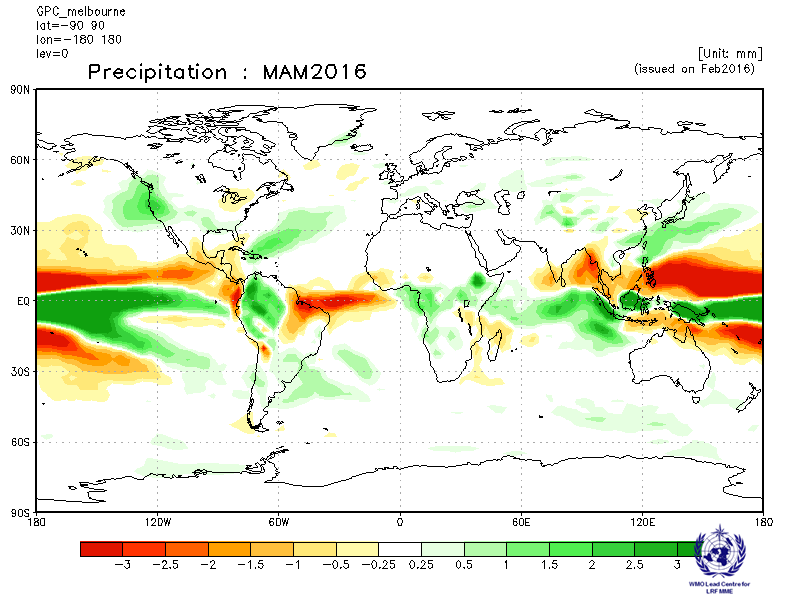 GPC_melbourne
lat=-90 90
lon=-180 180
lev=0
[Unit: mm]
Precipitation : MAM2016
(issued on Feb2016)
90N
60N
30N
EQ
30S
60S
90S
180 120W 60W 0 60E 120E 180
-3 -2.5 -2 -1.5 -1 -0.5 -0.25 0.25 0.5 1 1.5 2 2.5 3
WMO Lead Centre for
LRF MME